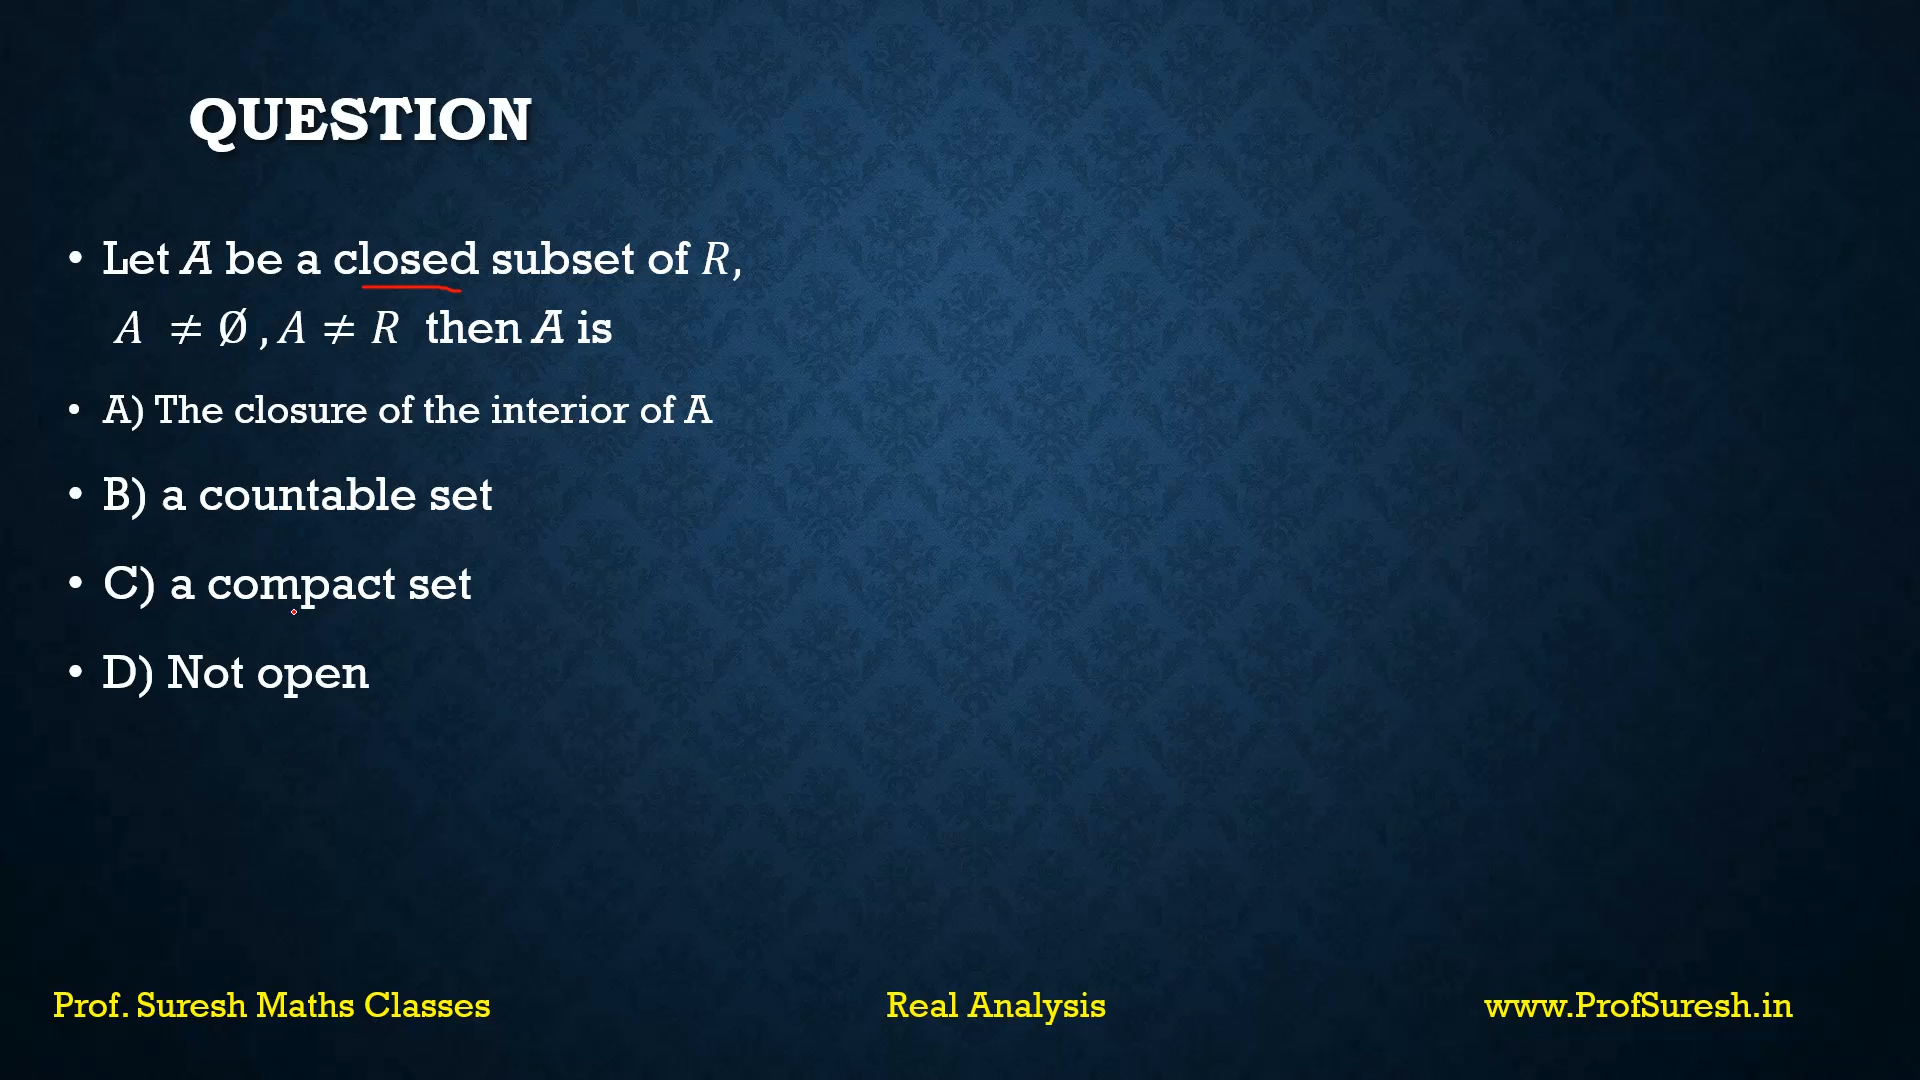 QUESTION
• Let A be a closed subset of R,
A ≠ Ø , A ≠ R then A is
• A) The closure of the interior of A
• B) a countable set
• C) a compact set
• D) Not open
Prof. Suresh Maths Classes
Real Analysis
www.ProfSuresh.in